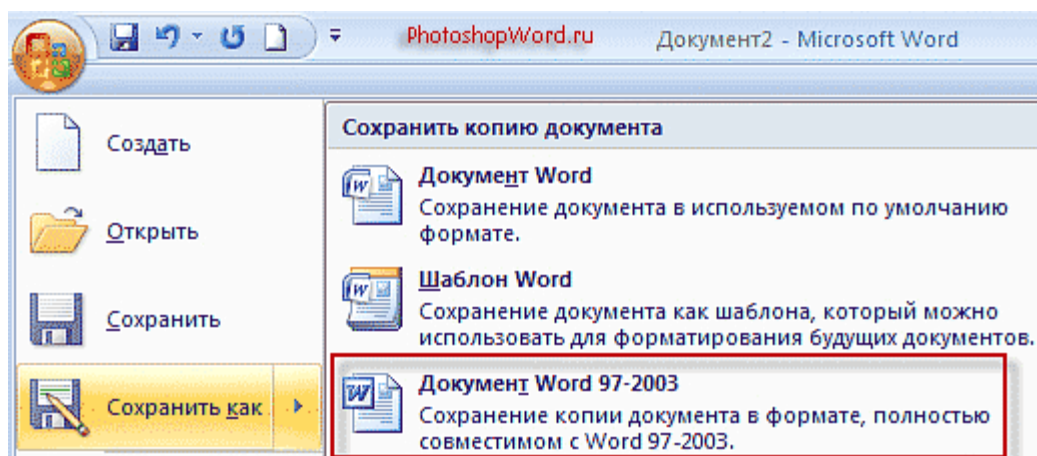 PhotoshopWord.ru
Документ2 - Microsoft Word
Создать
Открыть
Сохранить
Сохранить как
Сохранить копию документа
Документ Word
Сохранение документа в используемом по умолчанию
формате.
Шаблон Word
Сохранение документа как шаблона, который можно
использовать для форматирования будущих документов.
Документ Word 97-2003
Сохранение копии документа в формате, полностью
совместимом с Word 97-2003.